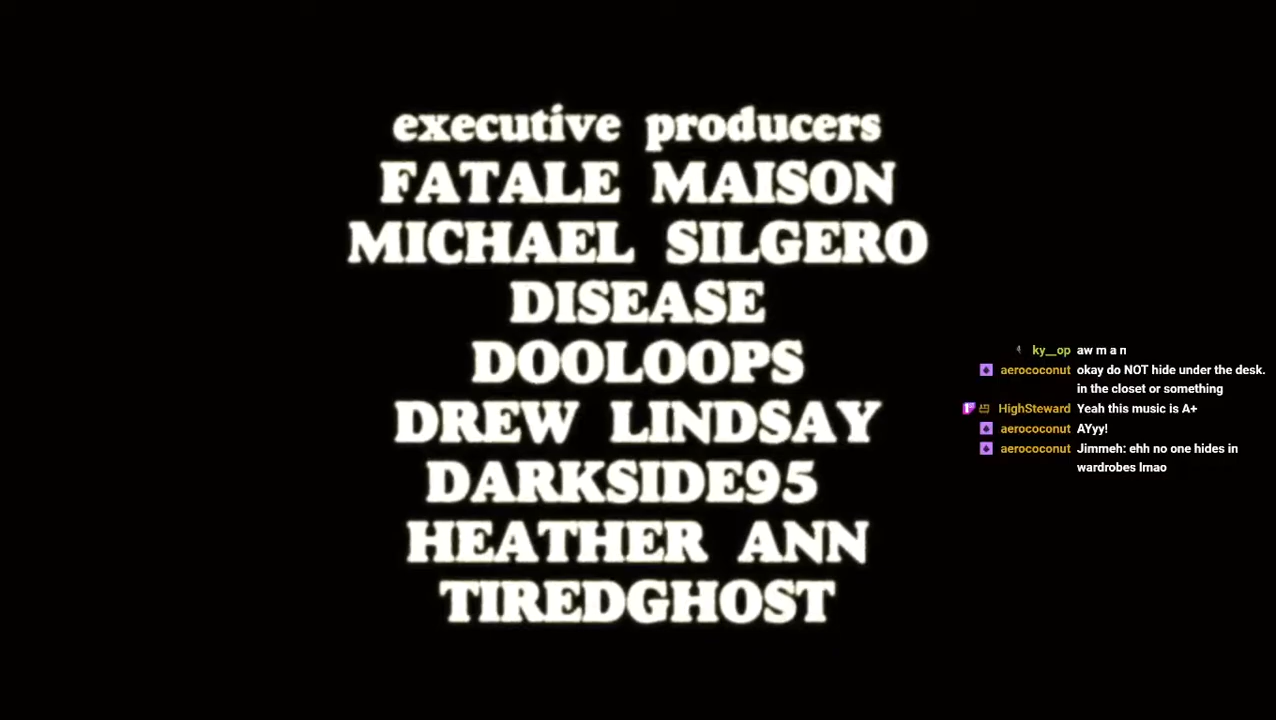 executive producers
FATALE MAISON
MICHAEL SILGERO
DISEASE
DOOLOOPS
DREW LINDSAY
DARKSIDE95
HEATHER ANN
TIREDGHOST
ky__op aw m a n
aerococonut okay do NOT hide under the desk.
in the closet or something
HighSteward Yeah this music is A+
aerococonut AYyy!
aerococonut Jimmeh: ehh no one hides in
wardrobes lmao